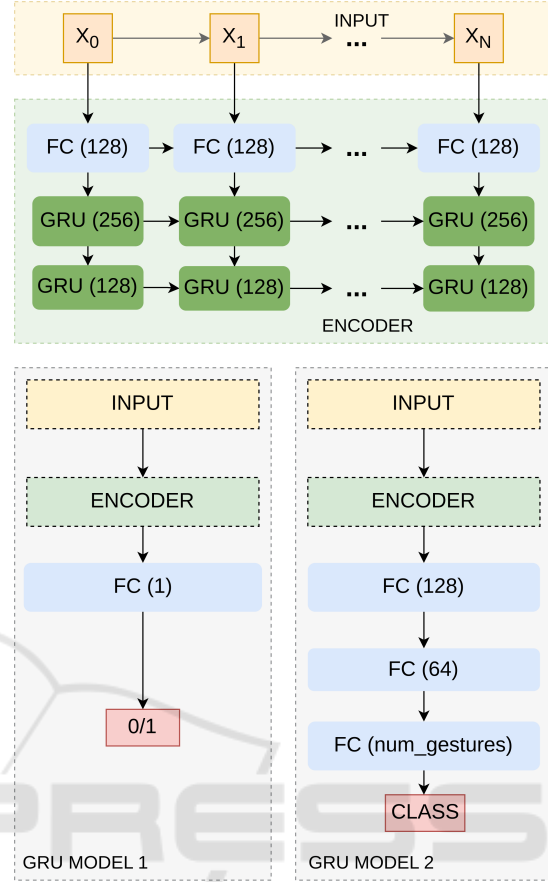 INPUT
X0 X1 ... XN
FC (128) FC (128) ... FC (128)
GRU (256) GRU (256) ... GRU (256)
GRU (128) GRU (128) ... GRU (128)
ENCODER
INPUT
ENCODER
FC (1)
0/1
GRU MODEL 1
INPUT
ENCODER
FC (128)
FC (64)
FC (num_gestures)
CLASS
GRU MODEL 2
PRESS